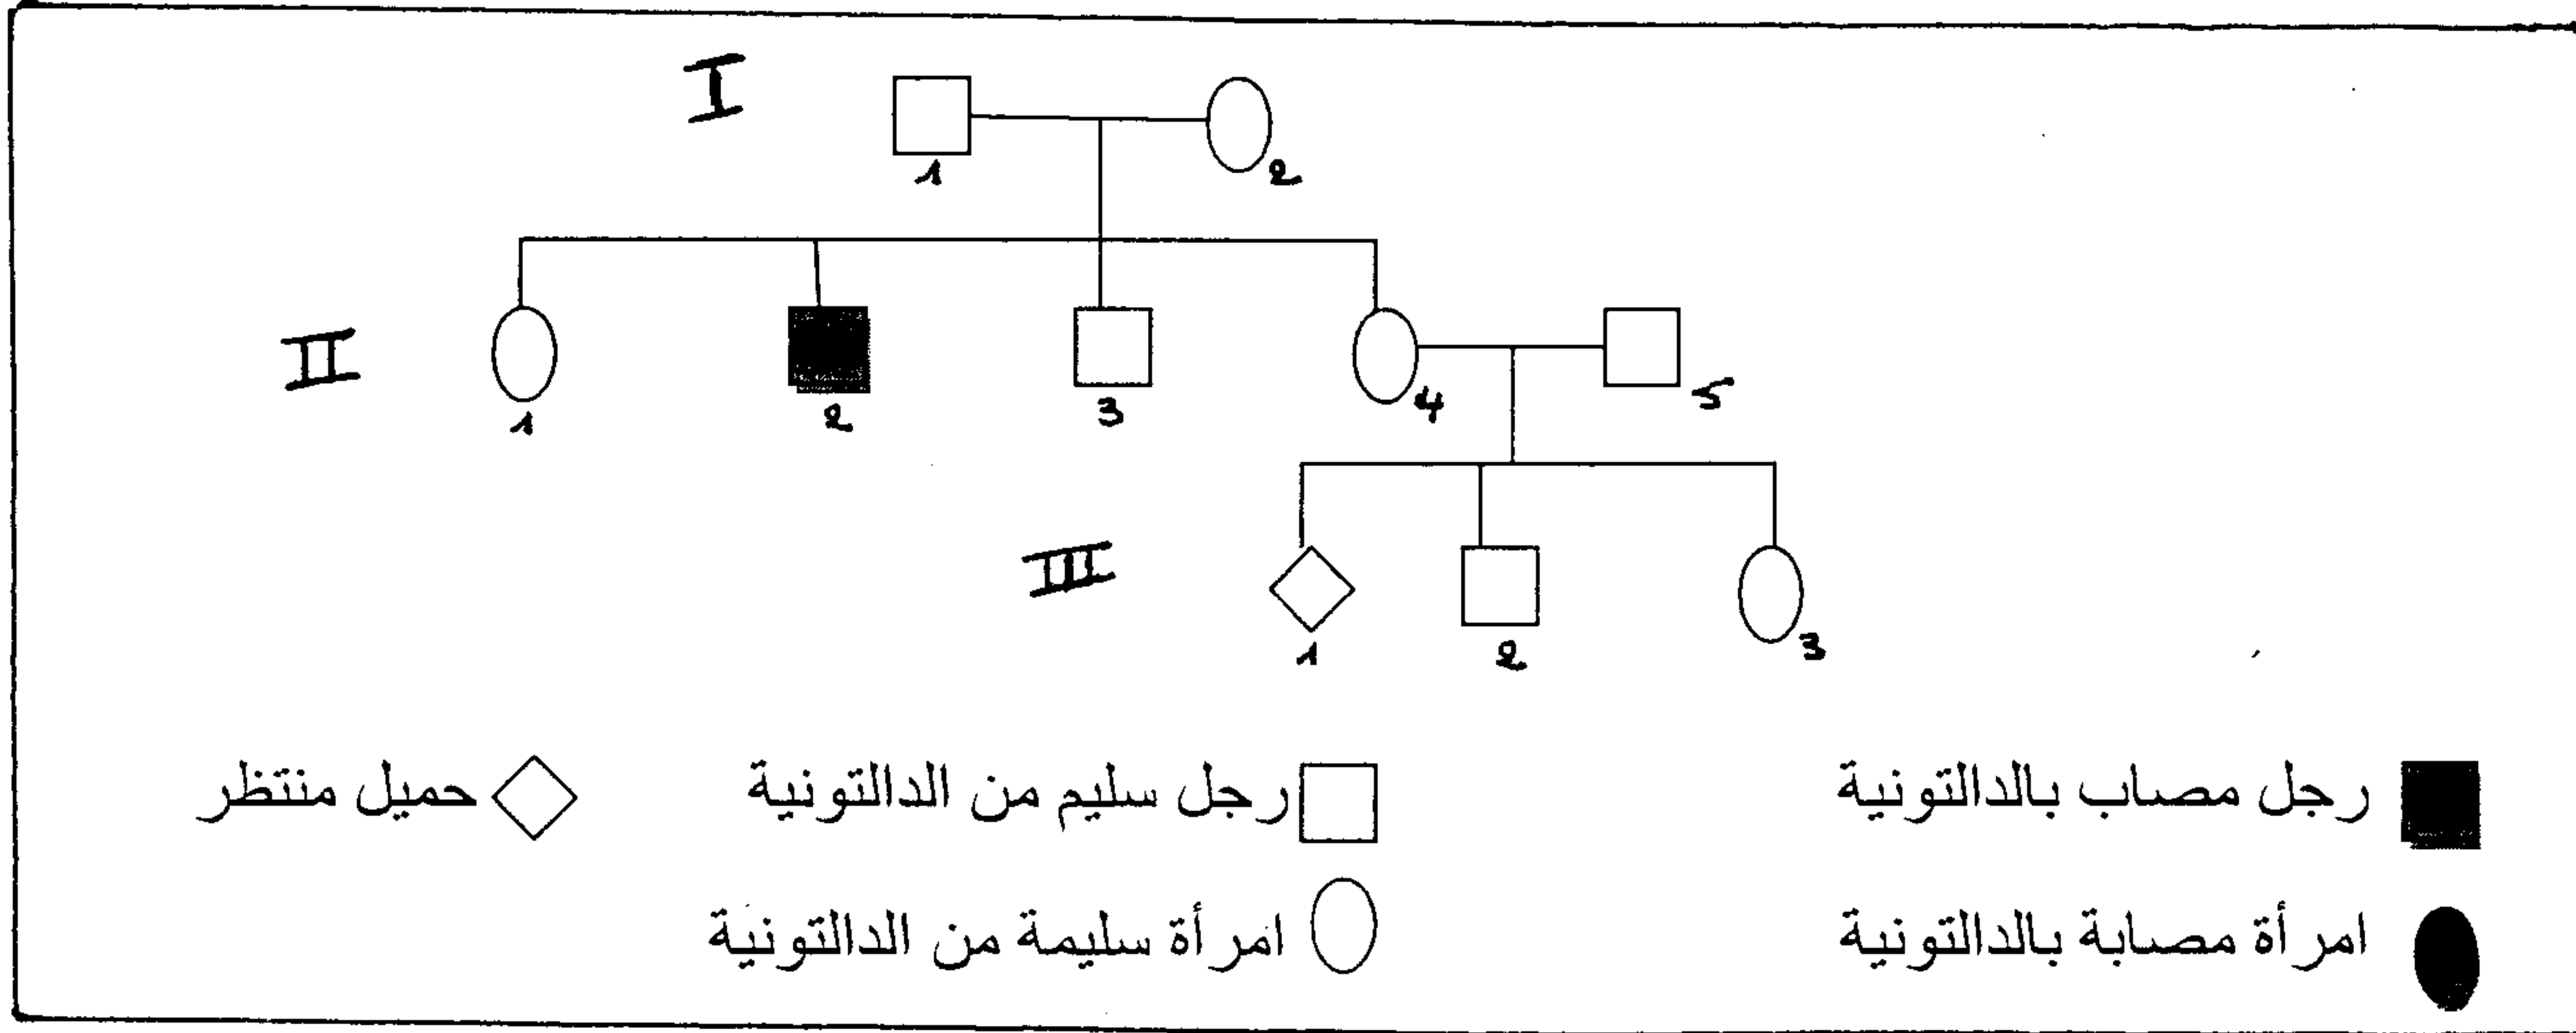 I
1 2
II
1 2 3 4 5
III
1 2 3
رجل مصاب بالدالتونية
رجل سليم من الدالتونية
حميل منتظر
امرأة مصابة بالدالتونية
امرأة سليمة من الدالتونية